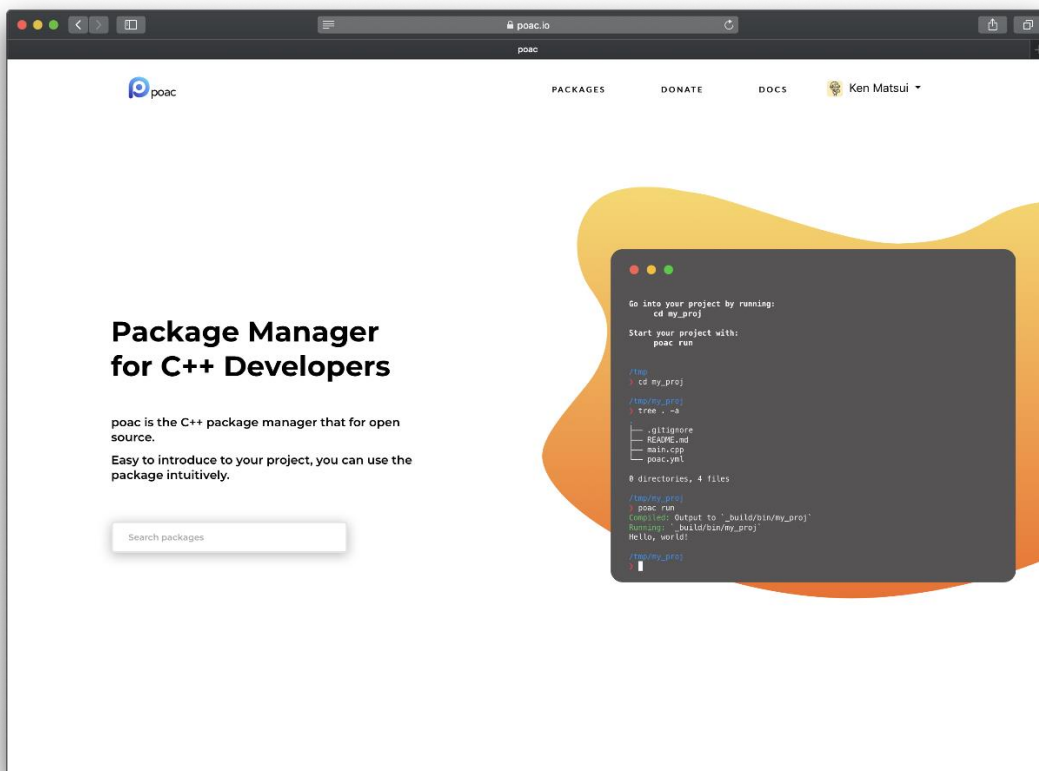 poac.io
poac
poac
PACKAGES
DONATE
DOCS
Ken Matsui
Package Manager
for C++ Developers
poac is the C++ package manager that for open
source.
Easy to introduce to your project, you can use the
package intuitively.
Search packages
Go into your project by running:
cd my_proj
Start your project with:
poac run
/tmp
❯ cd my_proj
/tmp/my_proj
❯ tree . -a
.
├── .gitignore
├── README.md
├── main.cpp
└── poac.yml
0 directories, 4 files
/tmp/my_proj
❯ poac run
Compiled: Output to `_build/bin/my_proj`
Running: `_build/bin/my_proj`
Hello, world!
/tmp/my_proj
❯